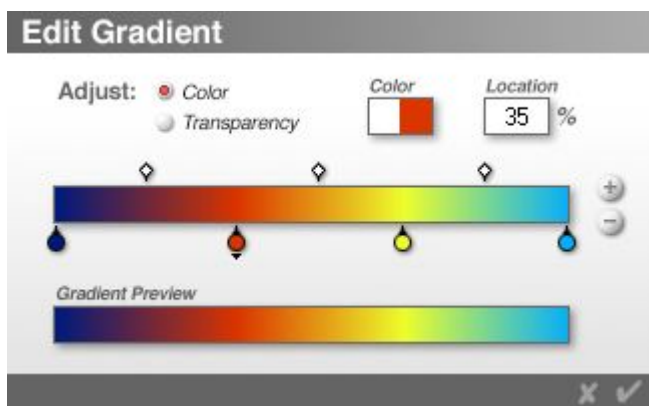 Edit Gradient
Adjust:
Color
Transparency
Color
Location
35 %
Gradient Preview